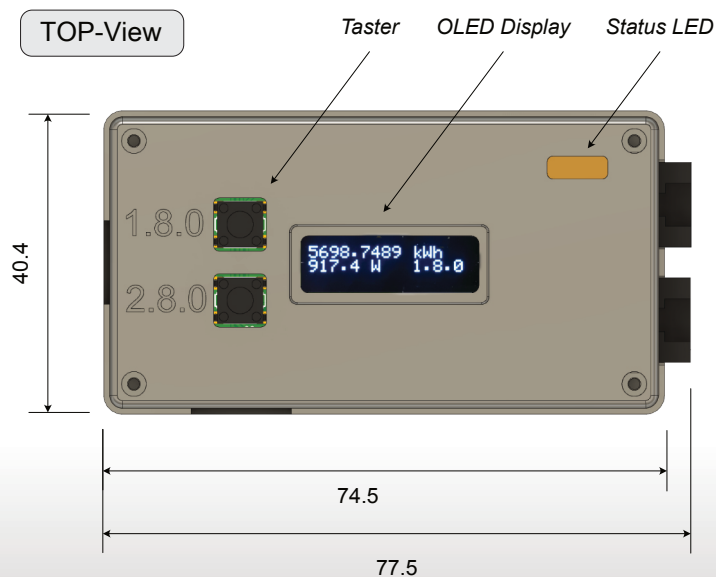 TOP-View
Taster
OLED Display
Status LED
40.4
1.8.0
2.8.0
5698.7489 kWh
917.4 W 1.8.0
74.5
77.5